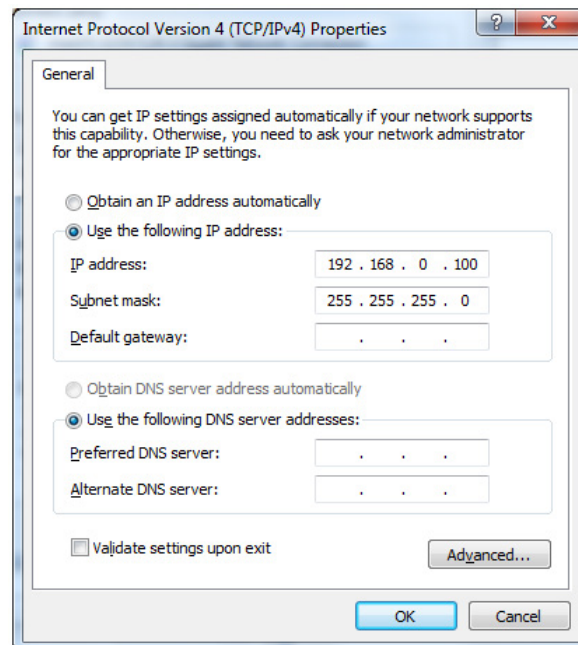 Internet Protocol Version 4 (TCP/IPv4) Properties
General
You can get IP settings assigned automatically if your network supports
this capability. Otherwise, you need to ask your network administrator
for the appropriate IP settings.
Obtain an IP address automatically
Use the following IP address:
IP address: 192 . 168 . 0 . 100
Subnet mask: 255 . 255 . 255 . 0
Default gateway: . . .
Obtain DNS server address automatically
Use the following DNS server addresses:
Preferred DNS server: . . .
Alternate DNS server: . . .
Validate settings upon exit
Advanced...
OK Cancel